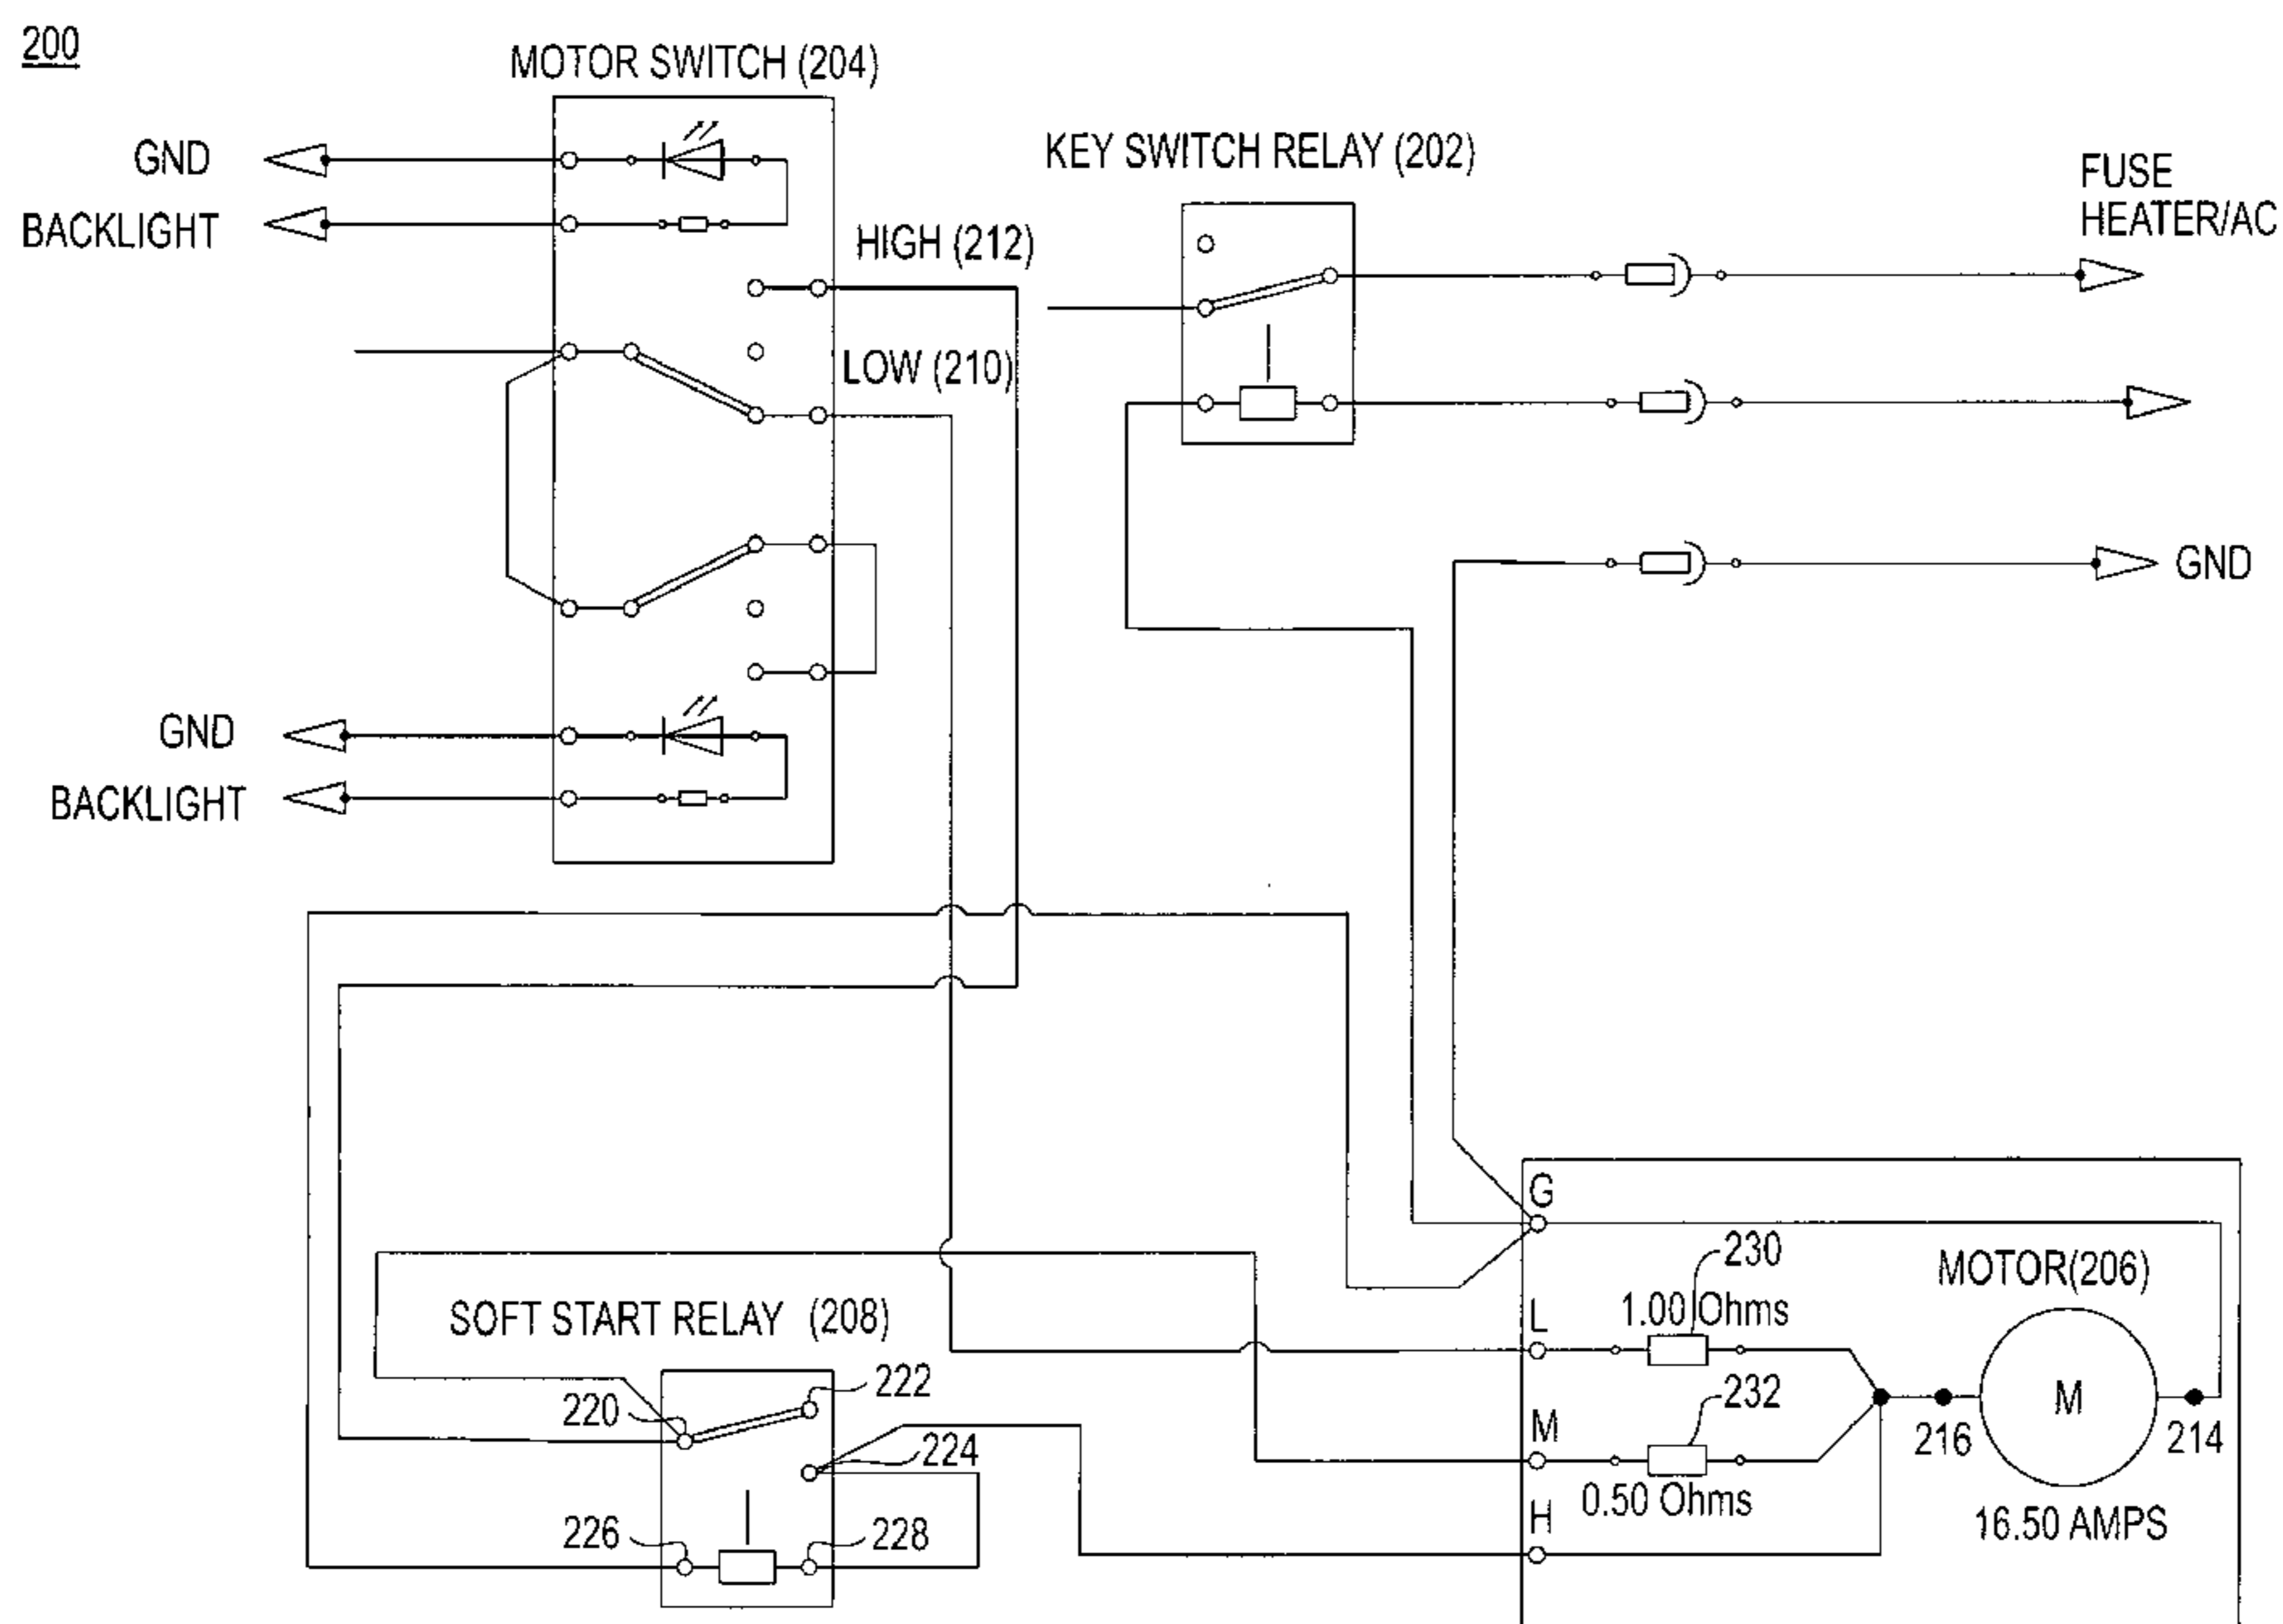 200
MOTOR SWITCH (204)
GND
BACKLIGHT
HIGH (212)
LOW (210)
KEY SWITCH RELAY (202)
FUSE
HEATER/AC
GND
GND
BACKLIGHT
G
230
MOTOR(206)
1.00 Ohms
L
SOFT START RELAY (208)
222
220
232
M
M
216
214
224
0.50 Ohms
H
16.50 AMPS
226
228